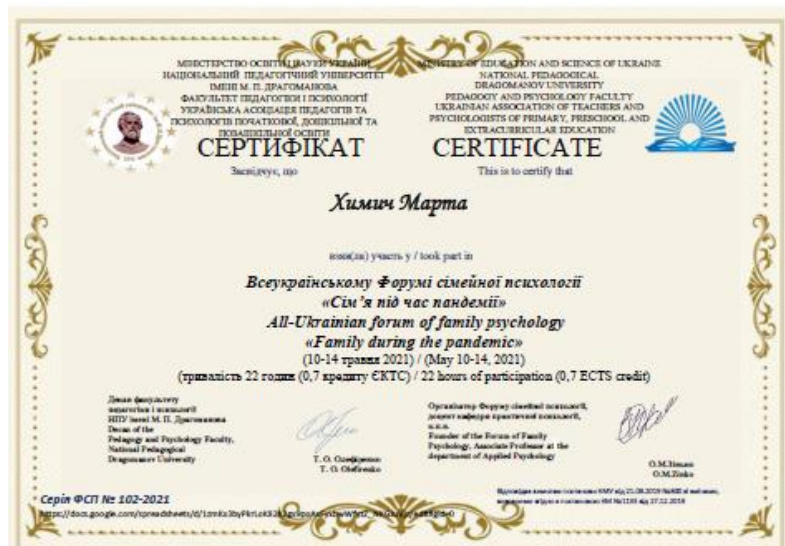 МІНІСТЕРСТВО ОСВІТИ І НАУКИ УКРАЇНИ
НАЦІОНАЛЬНИЙ ПЕДАГОГІЧНИЙ УНІВЕРСИТЕТ
ІМЕНІ М. П. ДРАГОМАНОВА
ФАКУЛЬТЕТ ПЕДАГОГІКИ І ПСИХОЛОГІЇ
УКРАЇНСЬКА АСОЦІАЦІЯ ПЕДАГОГІВ ТА
ПСИХОЛОГІВ ПОЧАТКОВОЇ, ДОШКІЛЬНОЇ ТА
ПОЗАШКІЛЬНОЇ ОСВІТИ
СЕРТИФІКАТ
Засвідчує, що
MINISTRY OF EDUCATION AND SCIENCE OF UKRAINE
NATIONAL PEDAGOGICAL
DRAGOMANOV UNIVERSITY
PEDAGOGY AND PSYCHOLOGY FACULTY
UKRAINIAN ASSOCIATION OF TEACHERS AND
PSYCHOLOGISTS OF PRIMARY, PRESCHOOL AND
EXTRACURRICULAR EDUCATION
CERTIFICATE
This is to certify that
Химич Марта
взяв(ла) участь у / took part in
Всеукраїнському Форумі сімейної психології
«Сім’я під час пандемії»
All-Ukrainian forum of family psychology
«Family during the pandemic»
(10-14 травня 2021) / (May 10-14, 2021)
(тривалість 22 годин (0,7 кредиту ЄКТС) / 22 hours of participation (0,7 ECTS credit)
Декан факультету
педагогіки і психології
НПУ імені М. П. Драгоманова
Decan of the
Pedagogy and Psychology Faculty,
National Pedagogical
Dragomanov University
Т. О. Олефіренко
T. O. Olefirenko
Організатор Форуму сімейної психології,
доцент кафедри практичної психології,
Founder of the Forum of Family
Psychology, Associate Professor at the
department of Applied Psychology
О.М.Зінько
O.M.Zinko
Серія ФСП № 102-2021